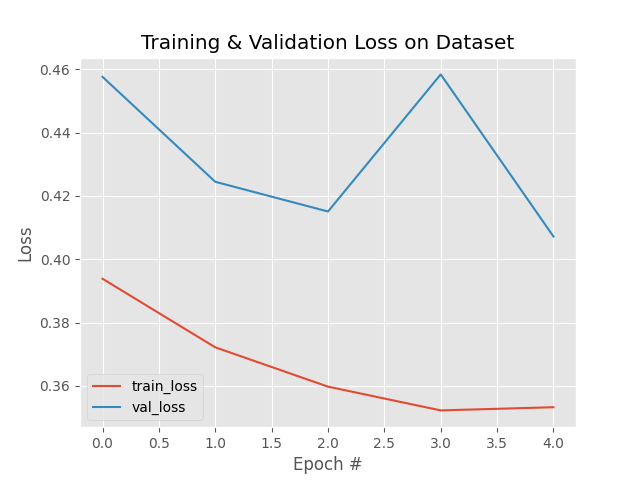 Training & Validation Loss on Dataset
0.46
0.44
0.42
0.40
0.38
0.36
Loss
train_loss
val_loss
0.0 0.5 1.0 1.5 2.0 2.5 3.0 3.5 4.0
Epoch #